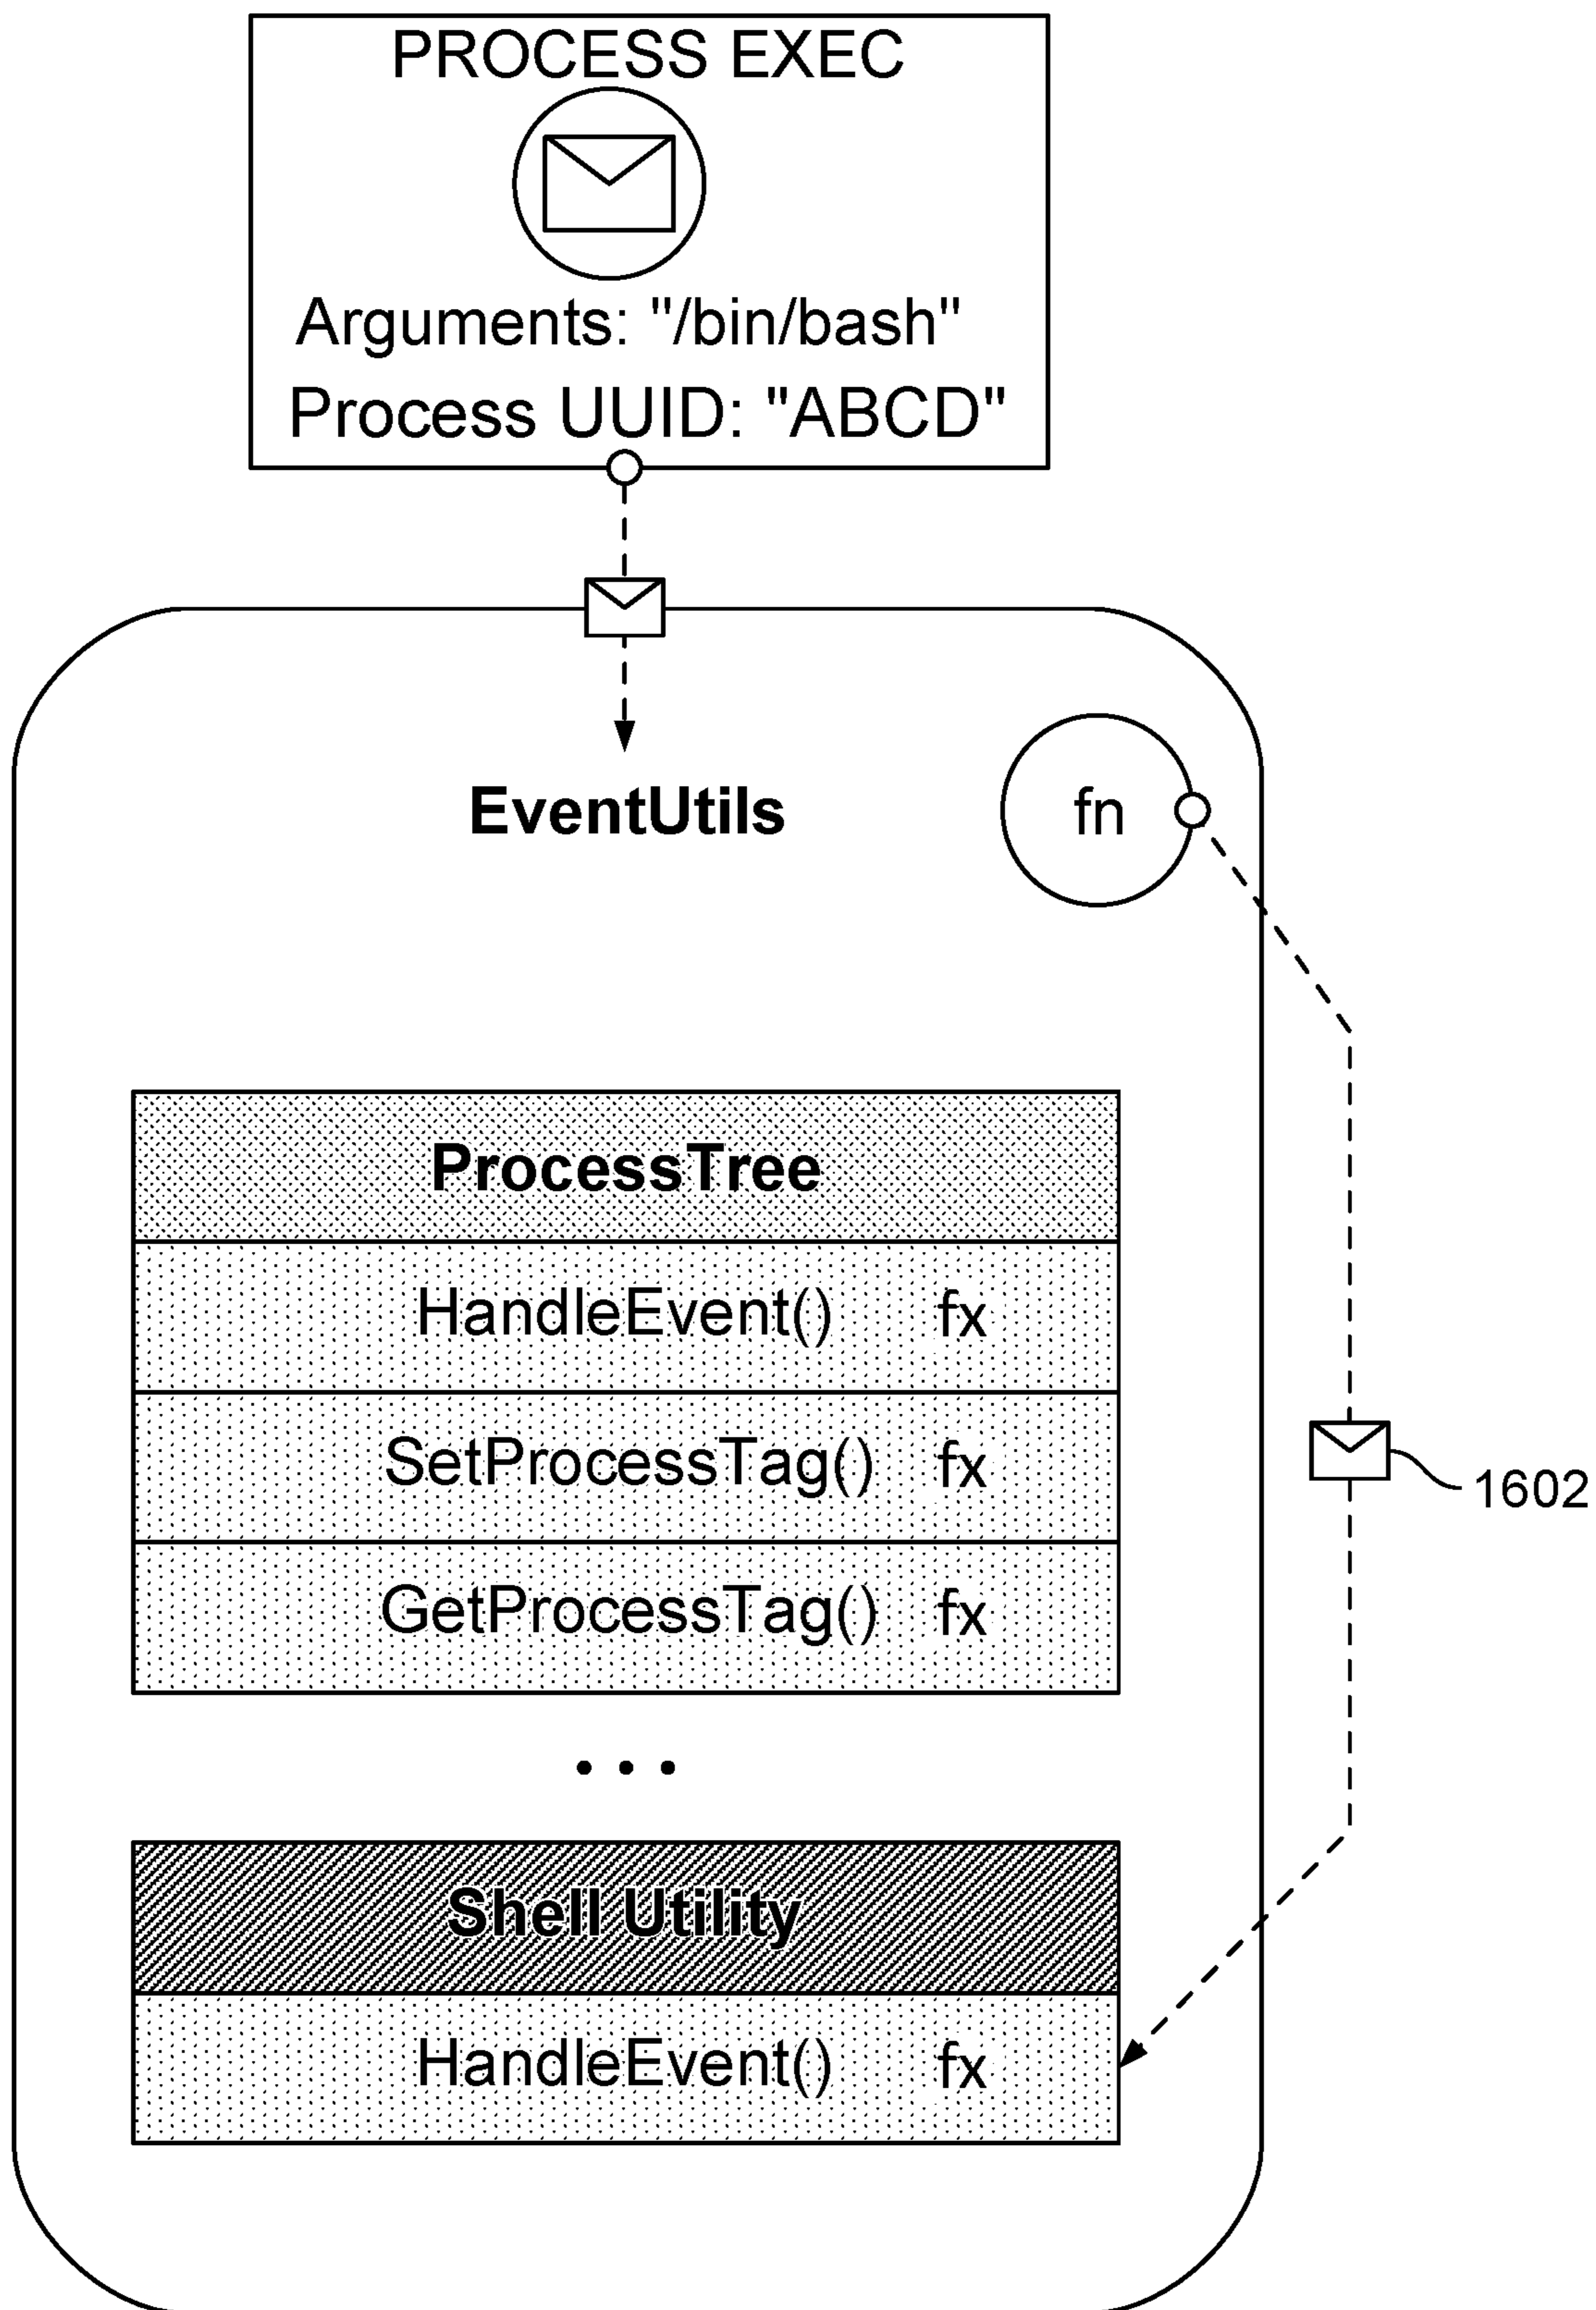 PROCESS EXEC
Arguments: "/bin/bash"
Process UUID: "ABCD"
EventUtils
fn
ProcessTree
HandleEvent() fx
SetProcessTag() fx
GetProcessTag() fx
...
1602
Shell Utility
HandleEvent() fx